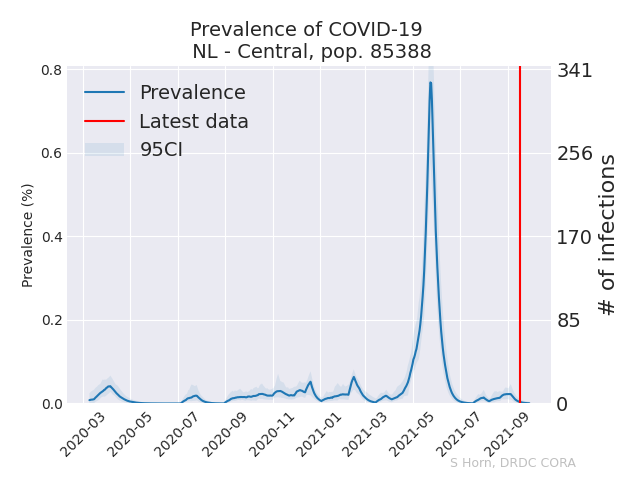 Prevalence of COVID-19
NL - Central, pop. 85388
Prevalence
Latest data
95CI
0.8
0.6
0.4
0.2
0.0
Prevalence (%)
341
256
170
85
0
# of infections
2020-03
2020-05
2020-07
2020-09
2020-11
2021-01
2021-03
2021-05
2021-07
2021-09
S Horn, DRDC CORA